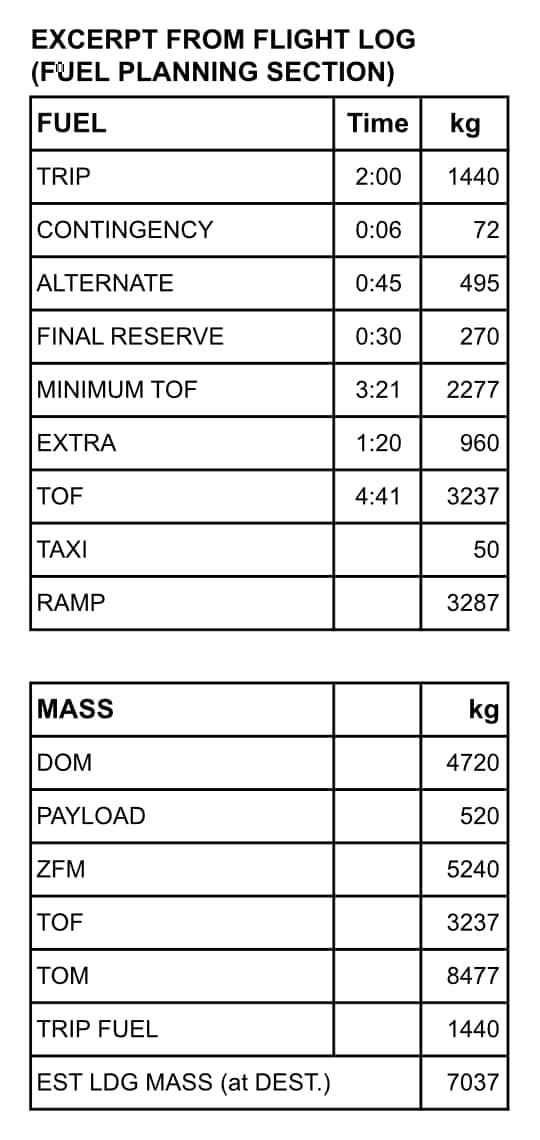 EXCERPT FROM FLIGHT LOG
(FUEL PLANNING SECTION)
FUEL Time kg
TRIP 2:00 1440
CONTINGENCY 0:06 72
ALTERNATE 0:45 495
FINAL RESERVE 0:30 270
MINIMUM TOF 3:21 2277
EXTRA 1:20 960
TOF 4:41 3237
TAXI 50
RAMP 3287
MASS kg
DOM 4720
PAYLOAD 520
ZFM 5240
TOF 3237
TOM 8477
TRIP FUEL 1440
EST LDG MASS (at DEST.) 7037